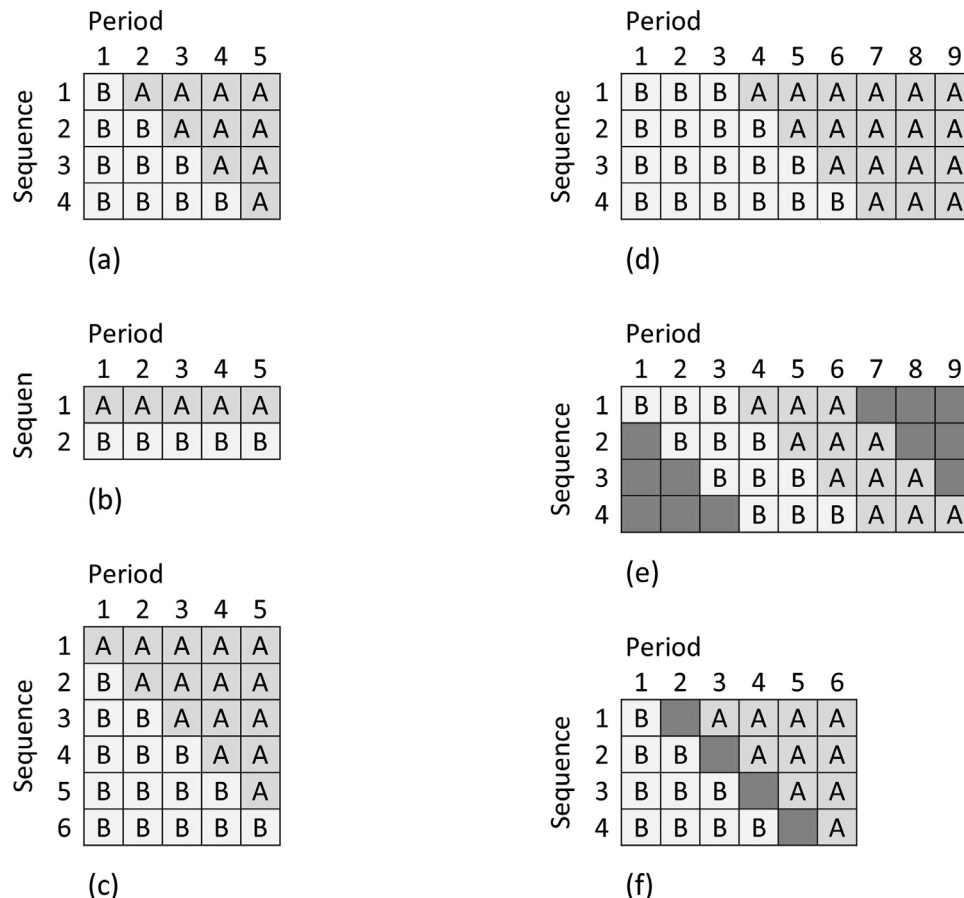 Period
1 2 3 4 5
Sequence
1 B A A A A
2 B B A A A
3 B B B A A
4 B B B B A
(a)
Period
1 2 3 4 5
Sequen
1 A A A A A
2 B B B B B
(b)
Period
1 2 3 4 5
Sequence
1 A A A A A
2 B A A A A
3 B B A A A
4 B B B A A
5 B B B B A
6 B B B B B
(c)
Period
1 2 3 4 5 6 7 8 9
Sequence
1 B B B A A A A A A
2 B B B B A A A A A
3 B B B B B A A A A
4 B B B B B B A A A
(d)
Period
1 2 3 4 5 6 7 8 9
Sequence
1 B B B A A A
2 B B B A A A
3 B B B A A A
4 B B B A A A
(e)
Period
1 2 3 4 5 6
Sequence
1 B A A A A
2 B B A A A
3 B B B A A
4 B B B B A
(f)